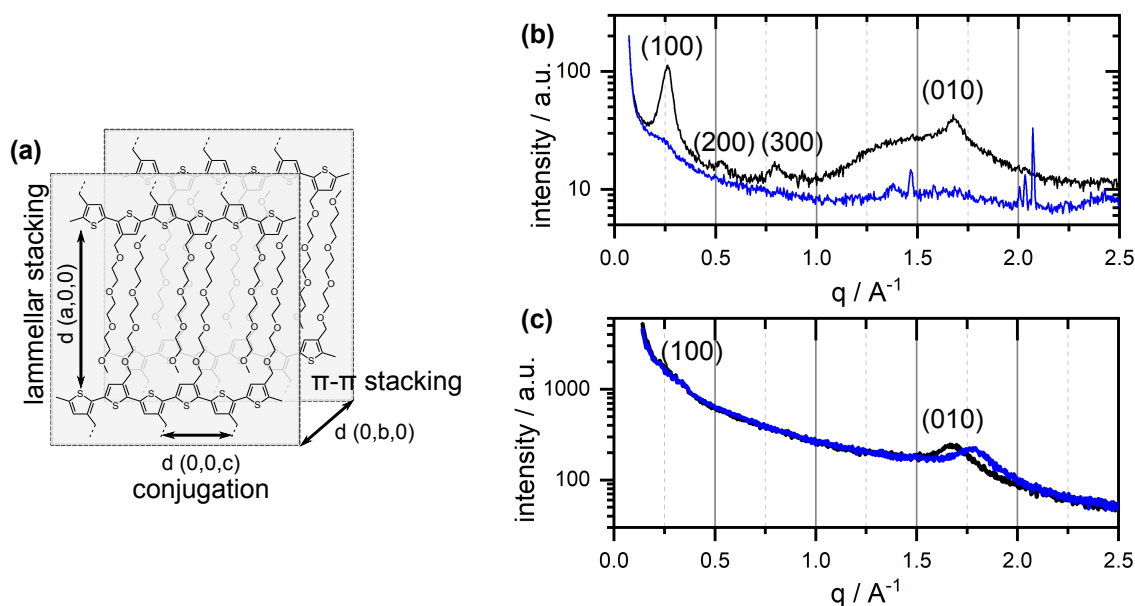 (a)
lammellar stacking
d (a,0,0)
π-π stacking
d (0,b,0)
d (0,0,c)
conjugation
(b)
intensity / a.u.
100
10
(100)
(200)
(300)
(010)
0.0 0.5 1.0 1.5 2.0 2.5
q / A-1
(c)
intensity / a.u.
1000
100
(100)
(010)
0.0 0.5 1.0 1.5 2.0 2.5
q / A-1